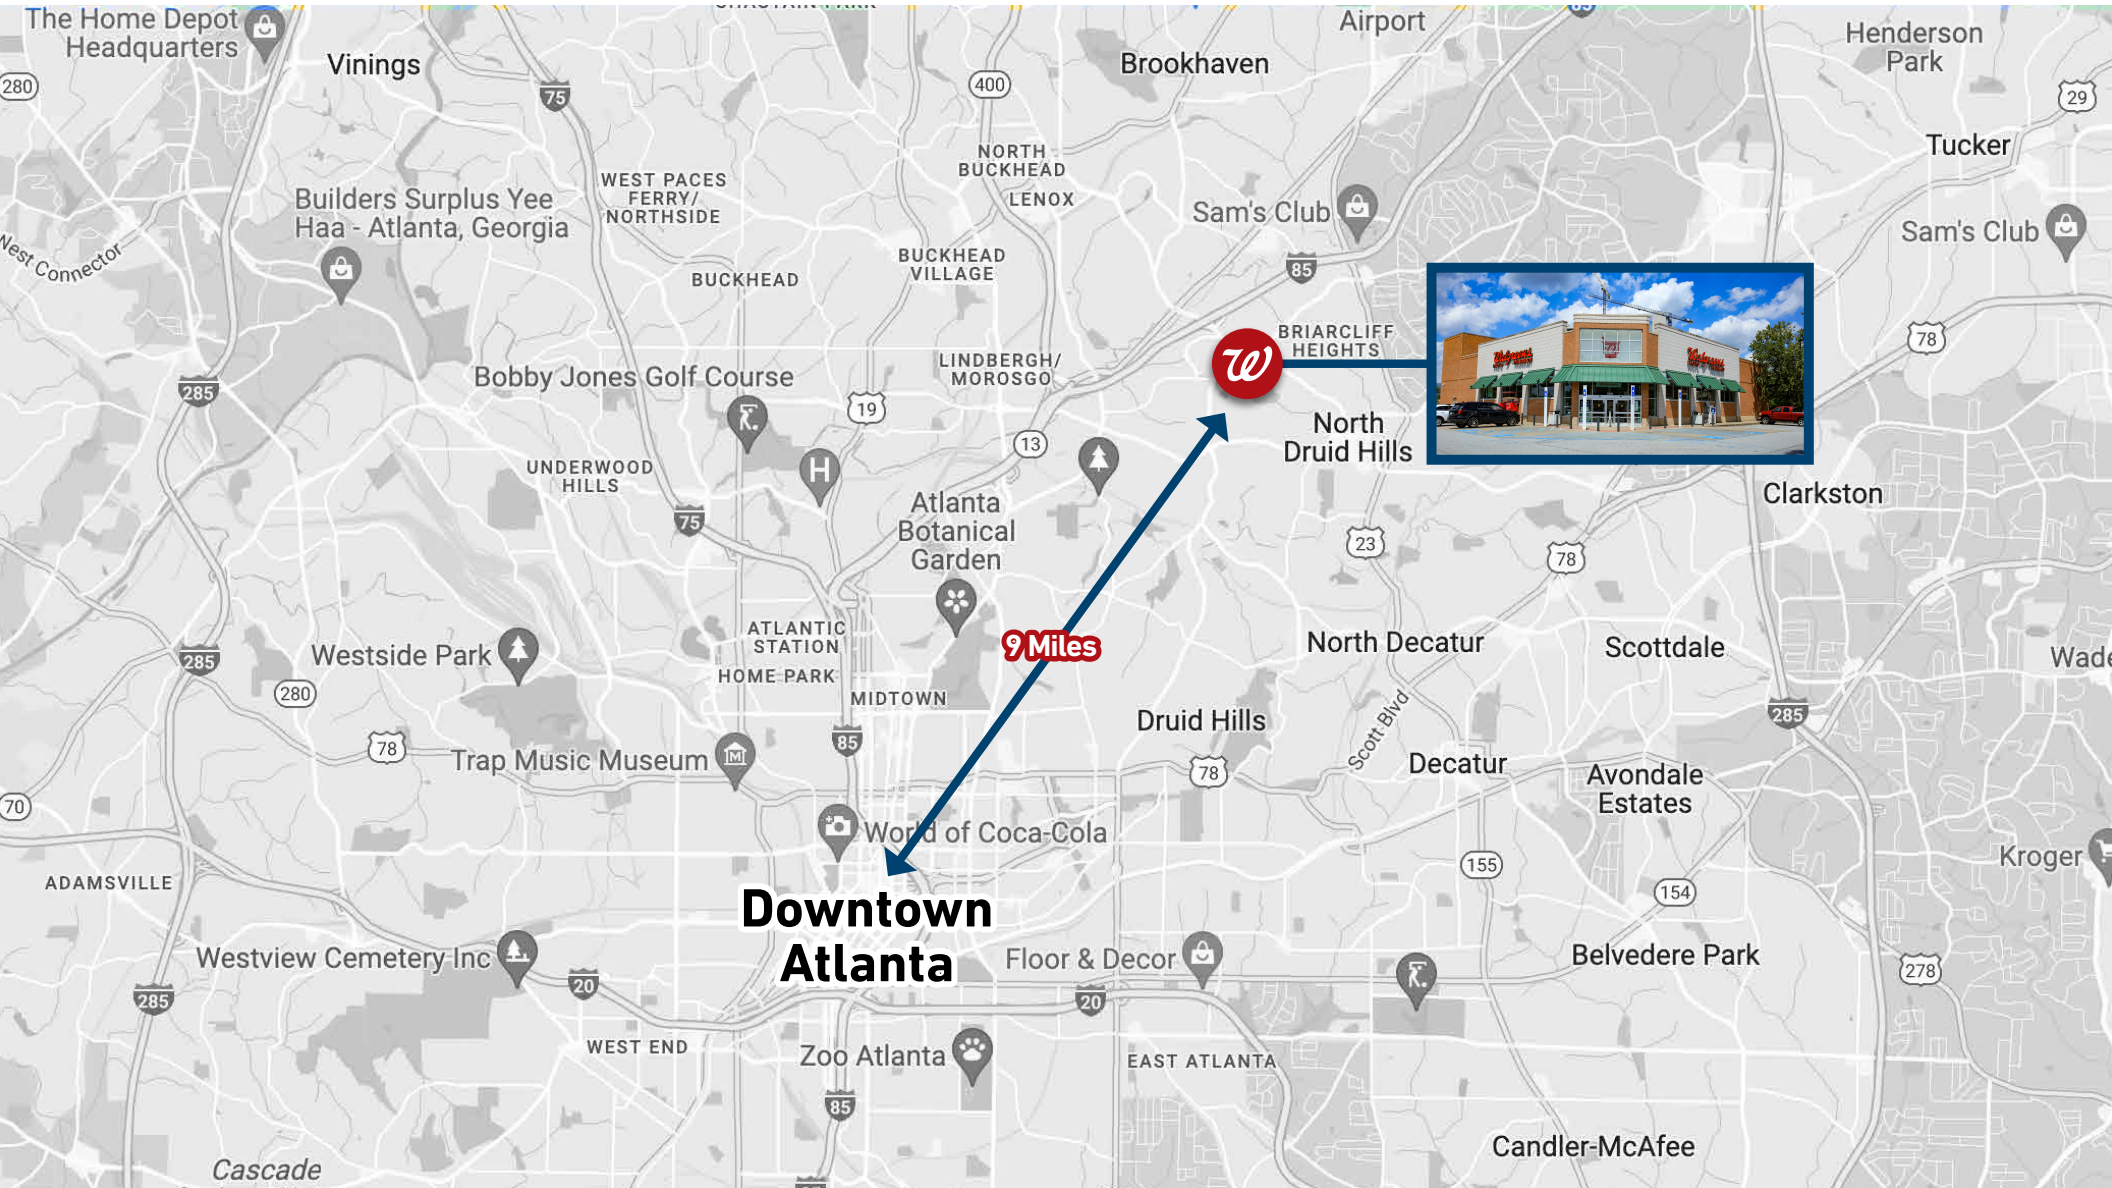 The Home Depot
Headquarters
280
Vinings
75
400
Brookhaven
Airport
85
Henderson
Park
29
Tucker
NORTH
BUCKHEAD
LENOX
WEST PACES
FERRY/
NORTHSIDE
Builders Surplus Yee
Haa - Atlanta, Georgia
Sam's Club
Sam's Club
West Connector
BUCKHEAD
VILLAGE
BUCKHEAD
85
BRIARCLIFF
HEIGHTS
W
Walgreens
Walgreens
78
LINDBERGH/
MOROSGO
Bobby Jones Golf Course
285
19
13
North
Druid Hills
UNDERWOOD
HILLS
H
Clarkston
75
Atlanta
Botanical
Garden
23
78
ATLANTIC
STATION
HOME PARK
9 Miles
North Decatur
Scottdale
Westside Park
285
280
MIDTOWN
Druid Hills
Scott Blvd
285
85
78
Trap Music Museum
M
78
Decatur
Avondale
Estates
70
World of Coca-Cola
155
Kroger
ADAMSVILLE
154
Downtown
Atlanta
Westview Cemetery Inc
Floor & Decor
Belvedere Park
278
285
20
20
WEST END
Zoo Atlanta
EAST ATLANTA
85
Candler-McAfee
Cascade